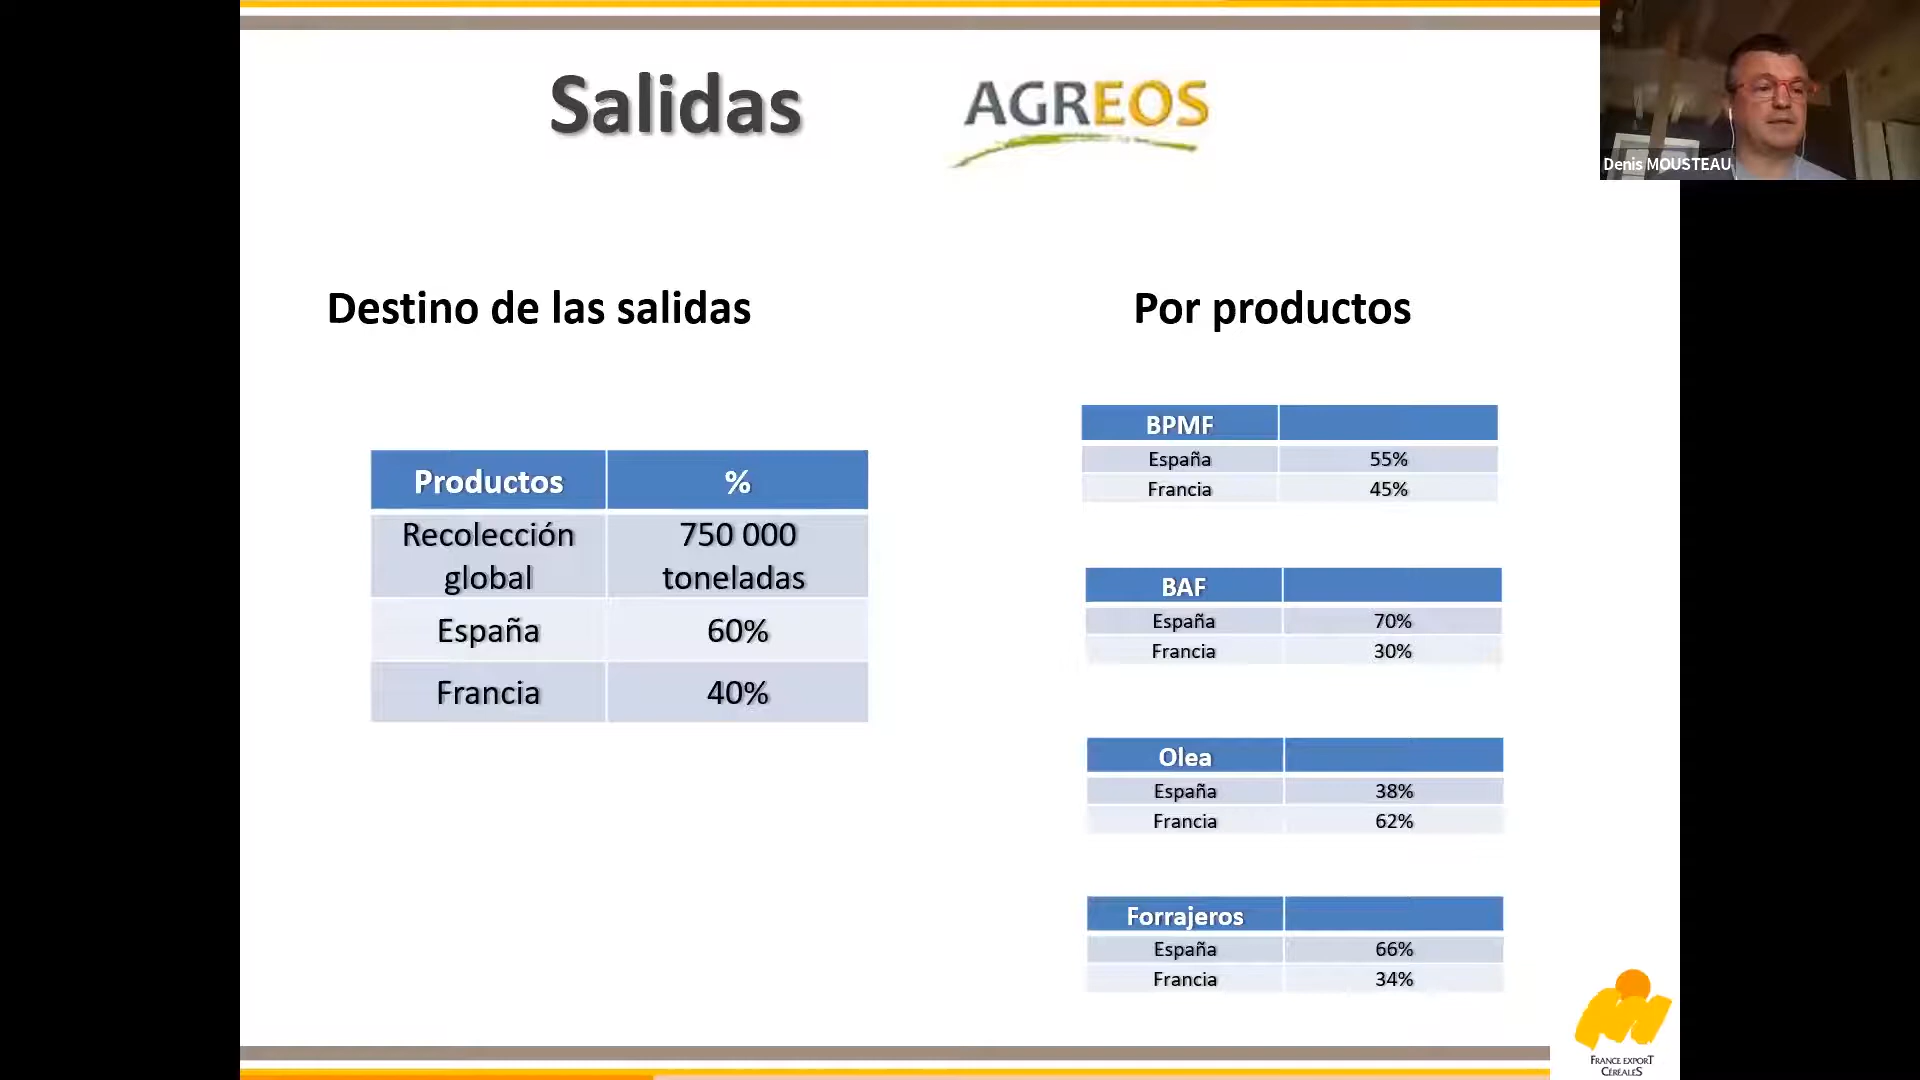 Salidas
AGREOS
Denis MOUSTEAU
Destino de las salidas
Productos %
Recolección global 750 000 toneladas
España 60%
Francia 40%
Por productos
BPMF
España 55%
Francia 45%
BAF
España 70%
Francia 30%
Olea
España 38%
Francia 62%
Forrajeros
España 66%
Francia 34%
FRANCE EXPORT
CÉRÉALES